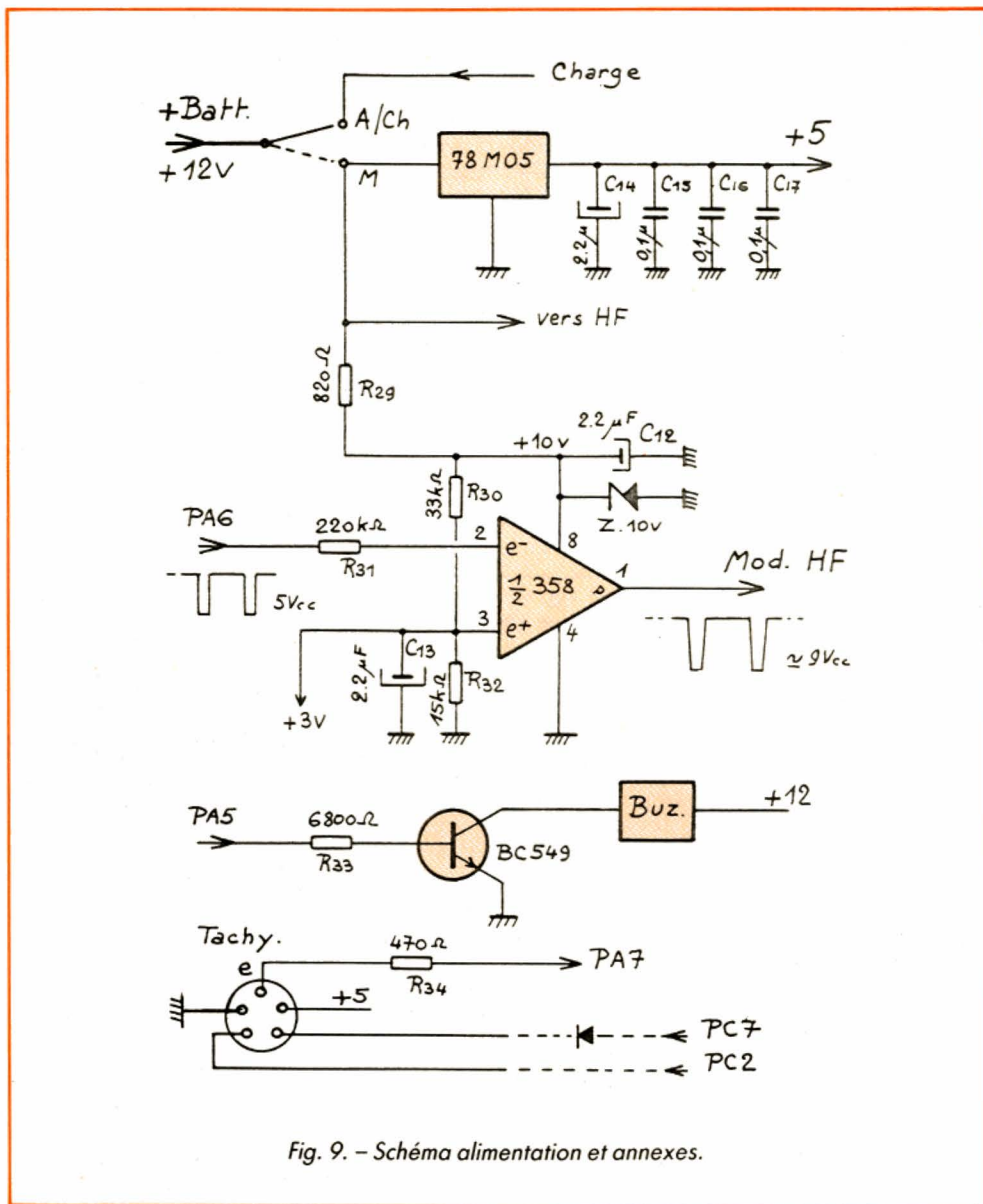 Charge
+Batt.
A/Ch
+12V
M
78M05
+5
C14
C15
C16
C17
2.2µ
0,1µ
0,1µ
0,1µ
vers HF
820Ω
R29
+10v
2.2µF
C12
33kΩ
R30
Z.10v
PA6
220kΩ
R31
2
e-
8
1/2 358
1
Mod. HF
5Vcc
3
e+
4
≃ 9Vcc
C13
2.2µF
15kΩ
R32
+3V
PA5
6800Ω
R33
BC549
Buz.
+12
Tachy.
e
470Ω
R34
PA7
+5
PC7
PC2
Fig. 9. – Schéma alimentation et annexes.